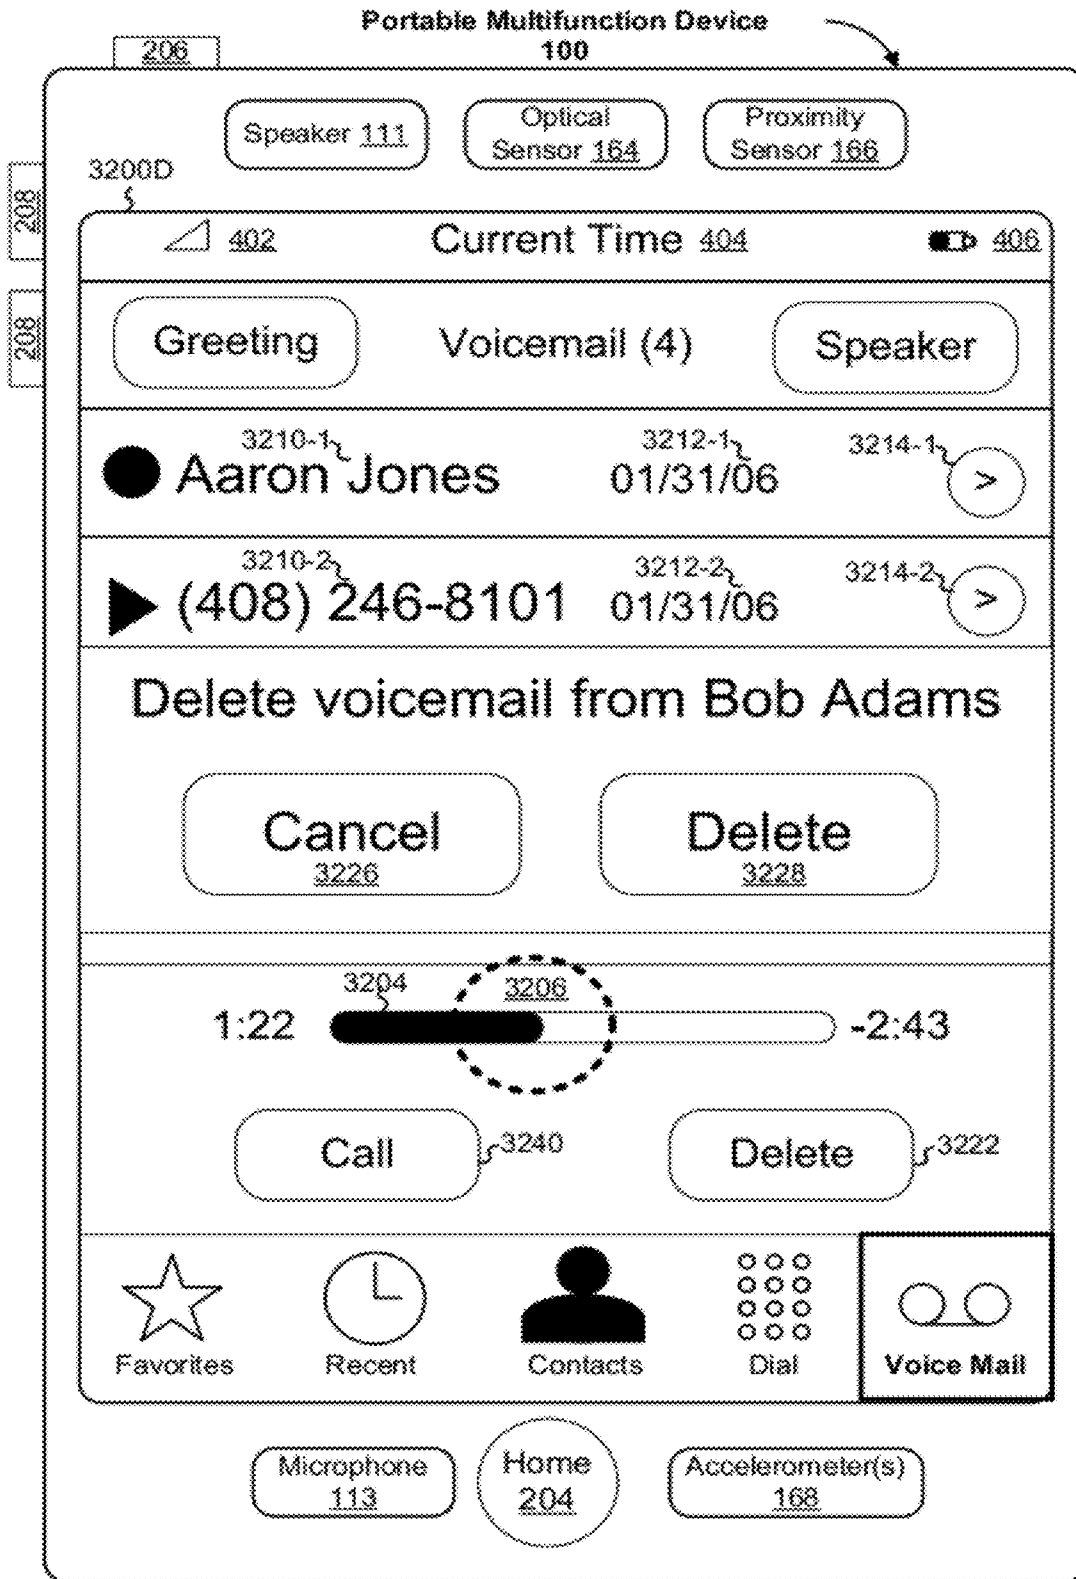 Portable Multifunction Device
100
206
Speaker 111
Optical
Sensor 164
Proximity
Sensor 166
208
208
3200D
402
Current Time 404
406
Greeting
Voicemail (4)
Speaker
3210-1
3212-1
3214-1
Aaron Jones
01/31/06
>
3210-2
3212-2
3214-2
(408) 246-8101
01/31/06
>
Delete voicemail from Bob Adams
Cancel
3226
Delete
3228
3204
3206
1:22
-2:43
Call
3240
Delete
3222
Favorites
Recent
Contacts
Dial
Voice Mail
Microphone
113
Home
204
Accelerometer(s)
168